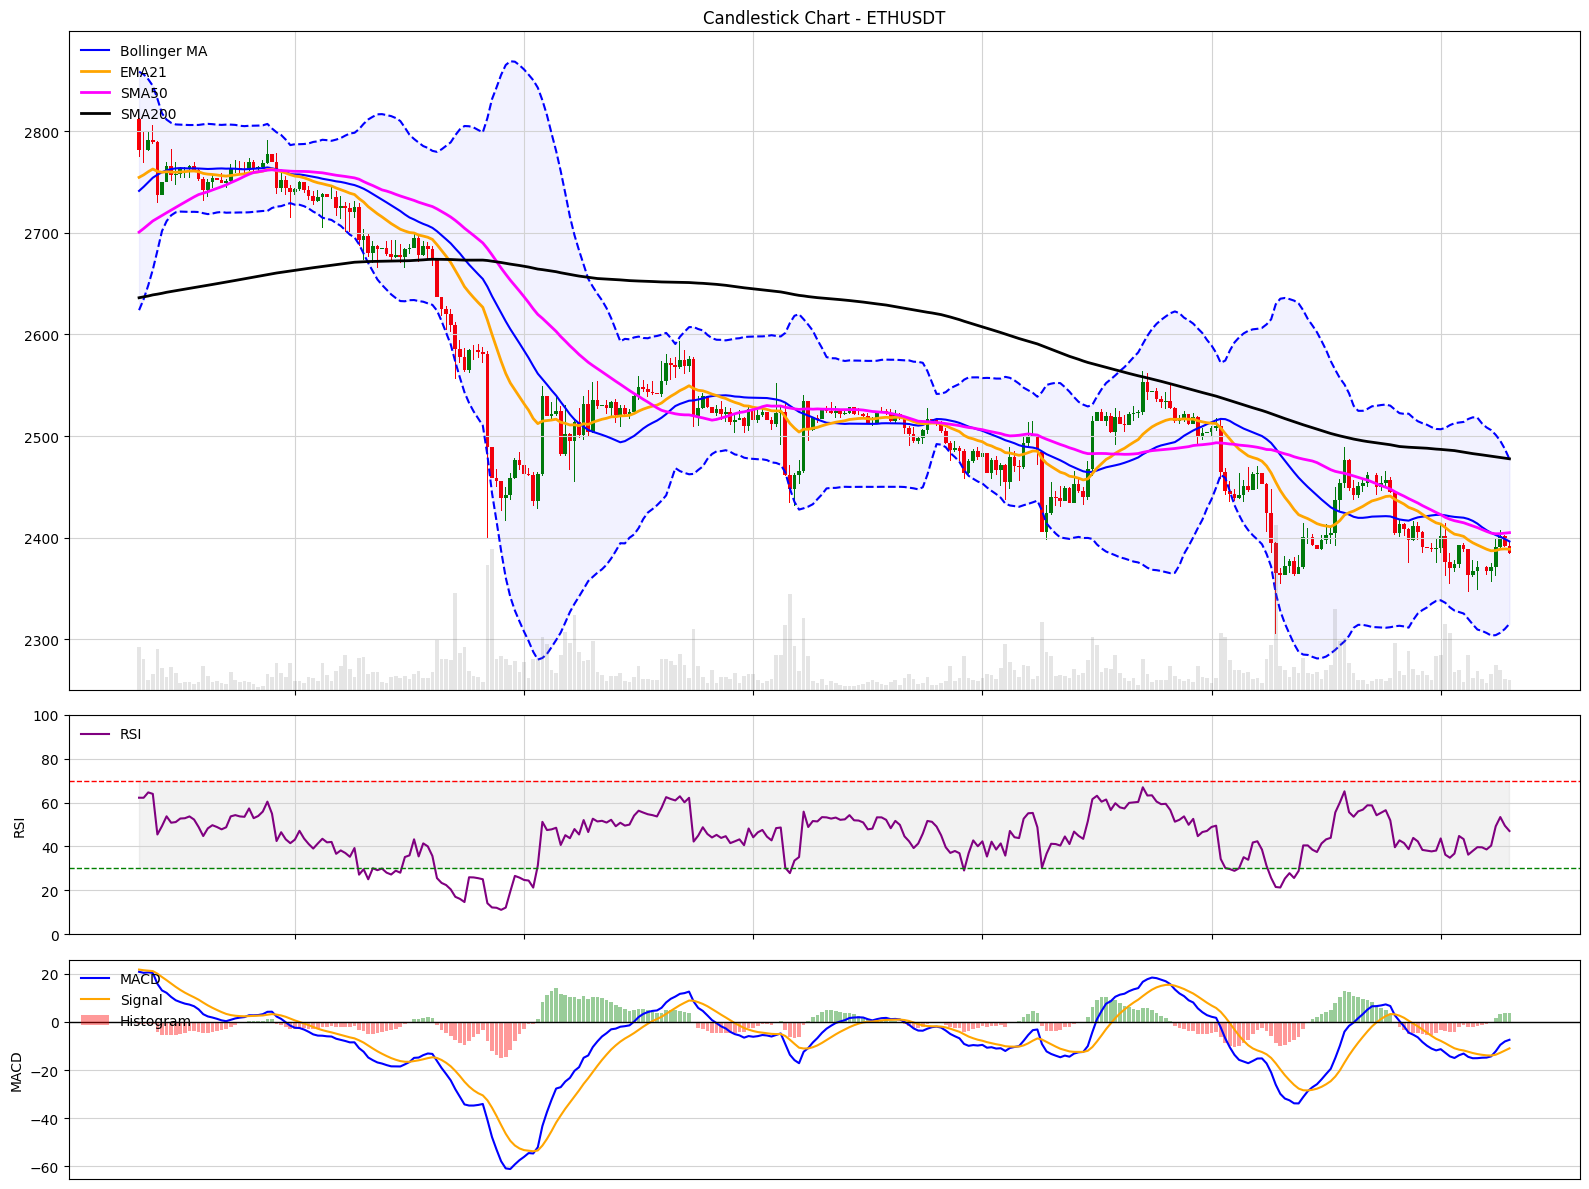 Candlestick Chart - ETHUSDT
Bollinger MA
EMA21
SMA50
SMA200
2800
2700
2600
2500
2400
2300
RSI
100
80
60
40
20
0
RSI
MACD
Signal
Histogram
20
0
−20
−40
−60
MACD